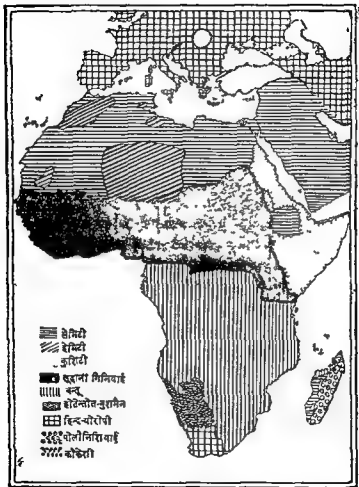 सेमिटी
हेमिटी
कुशिटी
सूदानी गिनियाई
बन्तू
होटेन्तोत-बुशमैन
हिन्द-योरोपी
पोलीनिशियाई
काकेशी